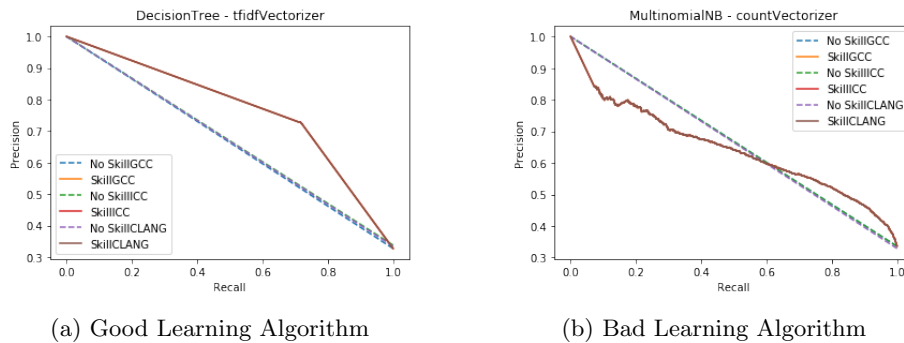 DecisionTree - tfidfVectorizer
1.0
0.9
0.8
0.7
0.6
0.5
0.4
0.3
Precision
No SkillGCC
SkillGCC
No SkillICC
SkillICC
No SkillCLANG
SkillCLANG
0.0 0.2 0.4 0.6 0.8 1.0
Recall
(a) Good Learning Algorithm
MultinomialNB - countVectorizer
1.0
0.9
0.8
0.7
0.6
0.5
0.4
0.3
Precision
No SkillGCC
SkillGCC
No SkillICC
SkillICC
No SkillCLANG
SkillCLANG
0.0 0.2 0.4 0.6 0.8 1.0
Recall
(b) Bad Learning Algorithm